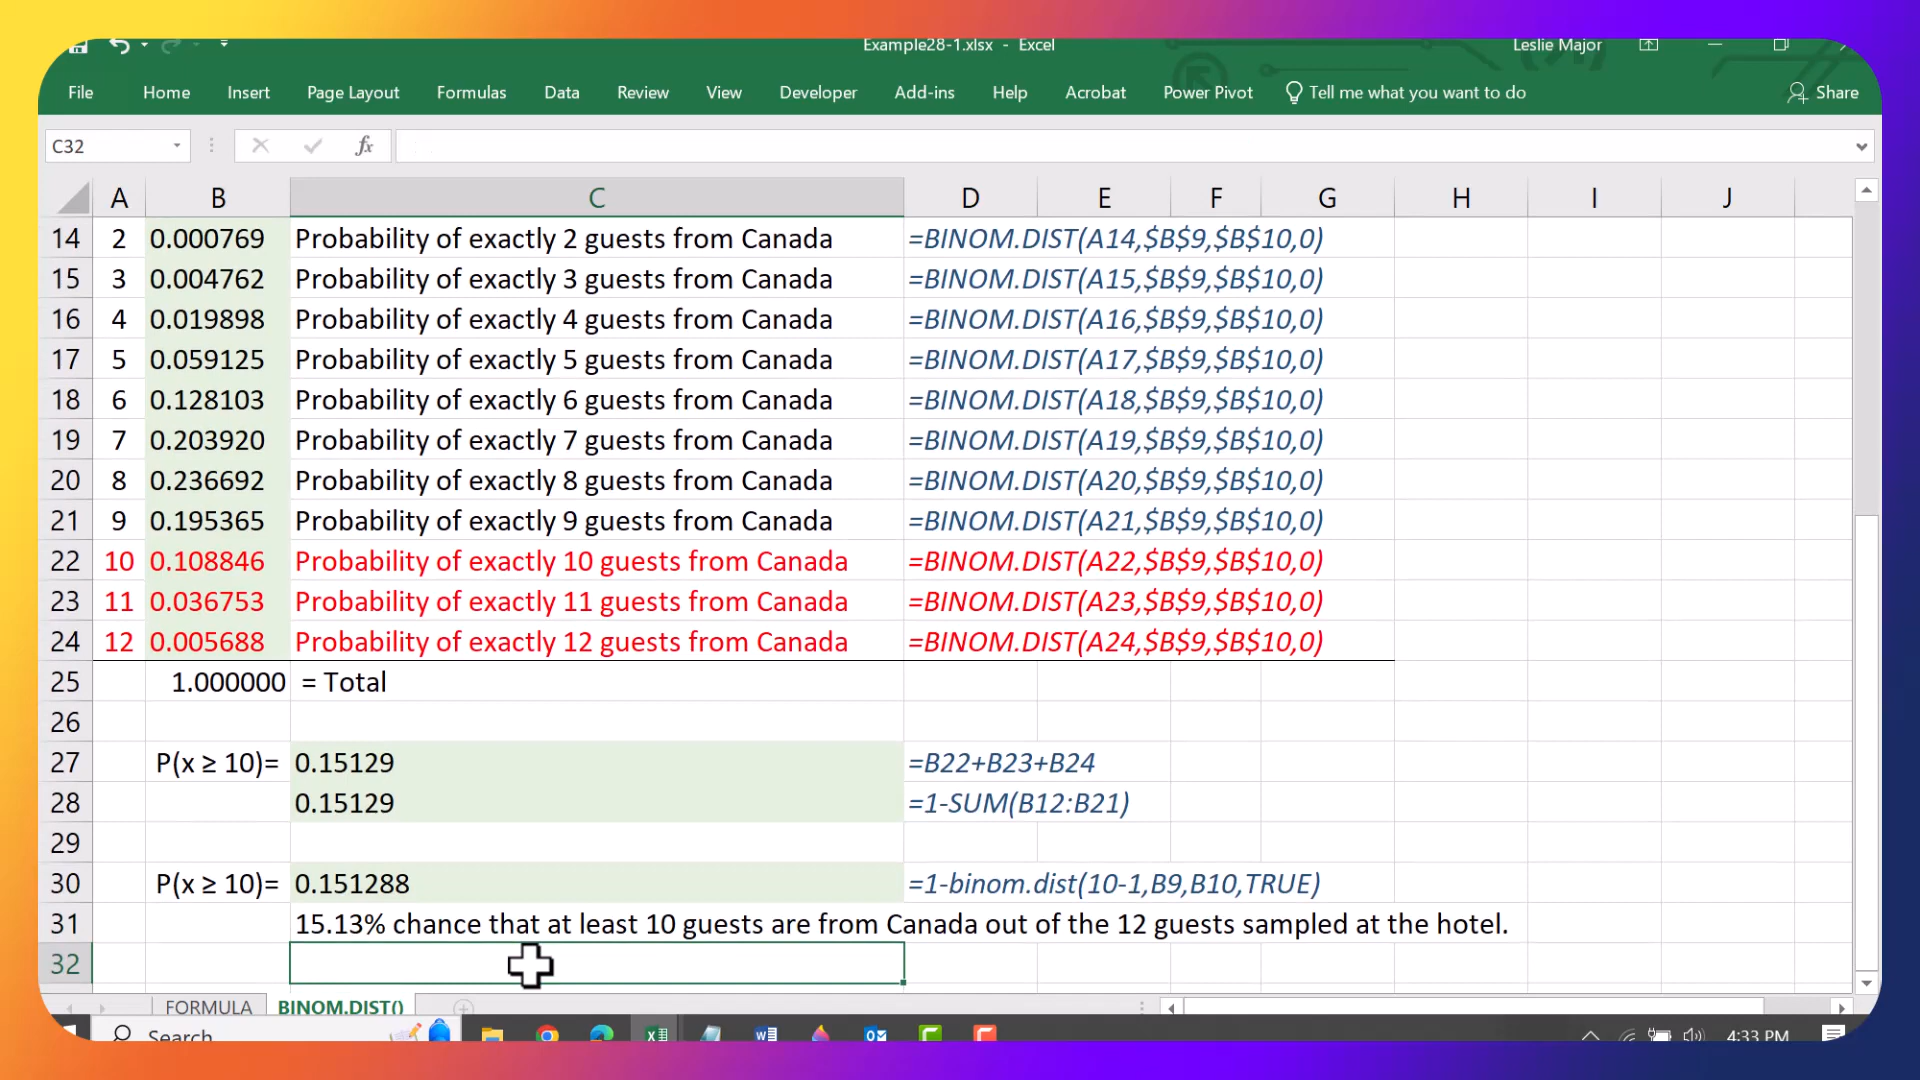 Example28-1.xlsx - Excel
Leslie Major
File Home Insert Page Layout Formulas Data Review View Developer Add-ins Help Acrobat Power Pivot Tell me what you want to do Share
C32 fx
A B C D E F G H I J
14 2 0.000769 Probability of exactly 2 guests from Canada =BINOM.DIST(A14,$B$9,$B$10,0)
15 3 0.004762 Probability of exactly 3 guests from Canada =BINOM.DIST(A15,$B$9,$B$10,0)
16 4 0.019898 Probability of exactly 4 guests from Canada =BINOM.DIST(A16,$B$9,$B$10,0)
17 5 0.059125 Probability of exactly 5 guests from Canada =BINOM.DIST(A17,$B$9,$B$10,0)
18 6 0.128103 Probability of exactly 6 guests from Canada =BINOM.DIST(A18,$B$9,$B$10,0)
19 7 0.203920 Probability of exactly 7 guests from Canada =BINOM.DIST(A19,$B$9,$B$10,0)
20 8 0.236692 Probability of exactly 8 guests from Canada =BINOM.DIST(A20,$B$9,$B$10,0)
21 9 0.195365 Probability of exactly 9 guests from Canada =BINOM.DIST(A21,$B$9,$B$10,0)
22 10 0.108846 Probability of exactly 10 guests from Canada =BINOM.DIST(A22,$B$9,$B$10,0)
23 11 0.036753 Probability of exactly 11 guests from Canada =BINOM.DIST(A23,$B$9,$B$10,0)
24 12 0.005688 Probability of exactly 12 guests from Canada =BINOM.DIST(A24,$B$9,$B$10,0)
25 1.000000 = Total
26
27 P(x ≥ 10)= 0.15129 =B22+B23+B24
28 0.15129 =1-SUM(B12:B21)
29
30 P(x ≥ 10)= 0.151288 =1-binom.dist(10-1,B9,B10,TRUE)
31 15.13% chance that at least 10 guests are from Canada out of the 12 guests sampled at the hotel.
32
FORMULA BINOM.DIST()
Search 4:33 PM